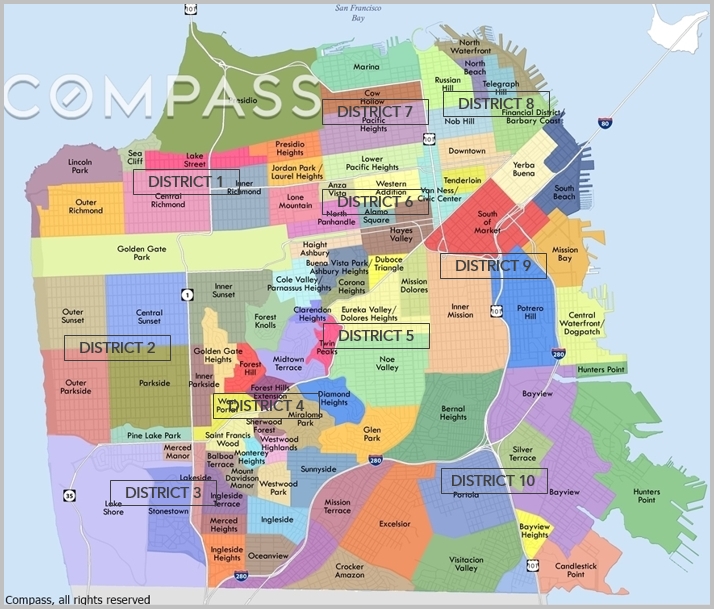 San Francisco
Bay
101
COMPASS
Presidio
Marina
North
Waterfront
North
Beach
Russian
Hill
Telegraph
Hill
Cow
Hollow
DISTRICT 7
DISTRICT 8
Pacific
Heights
Nob Hill
Financial District/
Barbary Coast
101
80
Lincoln
Park
Sea
Cliff
Lake
Street
Presidio
Heights
Jordan Park /
Laurel Heights
Lower
Pacific Heights
Downtown
Yerba
Buena
DISTRICT 1
Inner
Richmond
Central
Richmond
Outer
Richmond
Lone
Mountain
Anza
Vista
Western
Addition
Van Ness/
Civic Center
Tenderloin
South
Beach
DISTRICT 6
North
Panhandle
Alamo
Square
Hayes
Valley
South
of
Market
Golden Gate
Park
Haight
Ashbury
Buena Vista Park/
Ashbury Heights
Duboce
Triangle
DISTRICT 9
Mission
Bay
Cole Valley/
Parnassus Heights
Corona
Heights
Mission
Dolores
1
Inner
Sunset
Outer
Sunset
Central
Sunset
Forest
Knolls
Clarendon
Heights
Eureka Valley/
Dolores Heights
Inner
Mission
101
Potrero
Hill
Central
Waterfront/
Dogpatch
DISTRICT 2
DISTRICT 5
Golden Gate
Heights
Twin
Peaks
Midtown
Terrace
Noe
Valley
280
Hunters Point
Forest
Hill
Outer
Parkside
Parkside
Inner
Parkside
Forest Hills
Extension
Diamond
Heights
Bayview
West
Portal
DISTRICT 4
Miraloma
Park
Bernal
Heights
Sherwood
Forest
Glen
Park
Pine Lake Park
Saint Francis
Wood
Westwood
Highlands
Merced
Manor
Balboa
Terrace
Monterey
Heights
Silver
Terrace
280
Sunnyside
Mount
Davidson
Manor
Lakeside
Westwood
Park
DISTRICT 10
Portola
Bayview
Hunters
Point
35
DISTRICT 3
Lake
Shore
Stonestown
Ingleside
Terrace
Mission
Terrace
Excelsior
Merced
Heights
Ingleside
Bayview
Heights
Ingleside
Heights
Oceanview
Visitacion
Valley
101
Candlestick
Point
280
Crocker
Amazon
Compass, all rights reserved